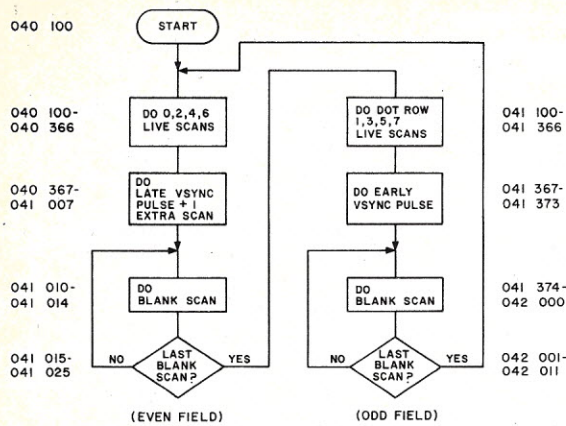 040 100
START
040 100-
040 366
DO 0,2,4,6
LIVE SCANS
DO DOT ROW
1,3,5,7
LIVE SCANS
041 100-
041 366
040 367-
041 007
DO
LATE VSYNC
PULSE + 1
EXTRA SCAN
DO EARLY
VSYNC PULSE
041 367-
041 373
041 010-
041 014
DO
BLANK SCAN
DO
BLANK SCAN
041 374-
042 000
041 015-
041 025
NO
LAST
BLANK
SCAN?
YES
NO
LAST
BLANK
SCAN?
YES
042 001-
042 011
(EVEN FIELD)
(ODD FIELD)